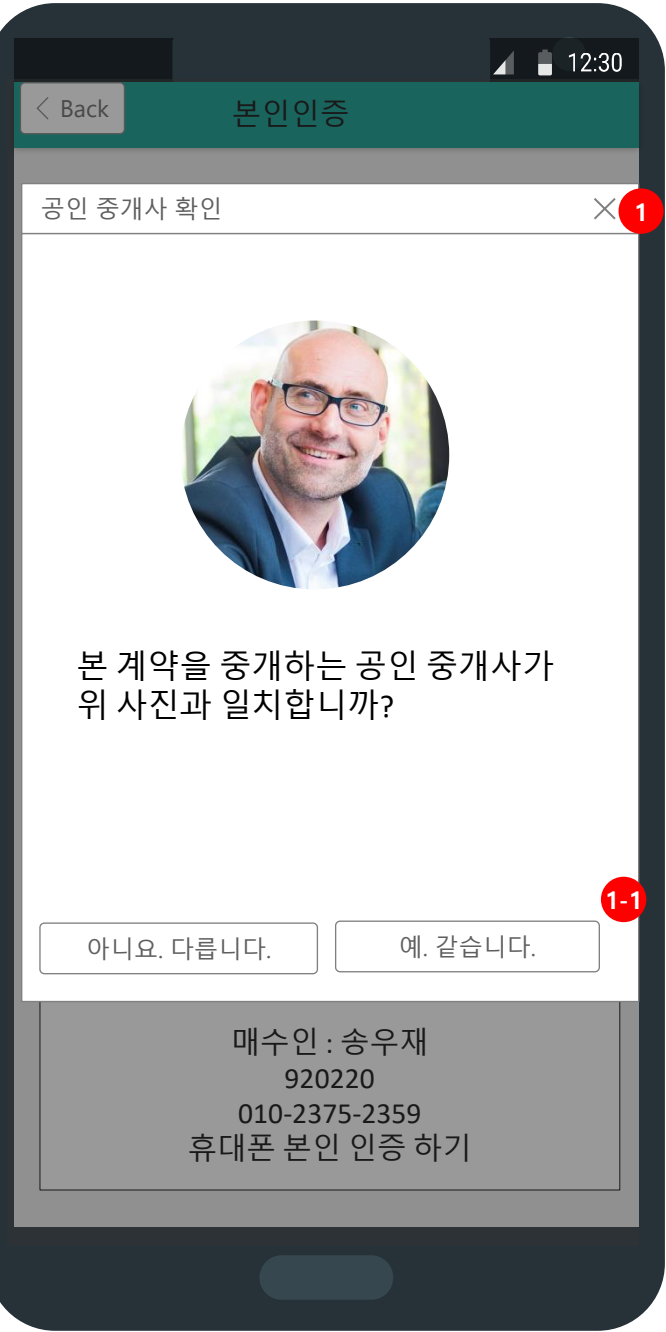 12:30
< Back
본인인증
공인 중개사 확인
1
본 계약을 중개하는 공인 중개사가
위 사진과 일치합니까?
1-1
아니요. 다릅니다.
예. 같습니다.
매수인 : 송우재
920220
010-2375-2359
휴대폰 본인 인증 하기